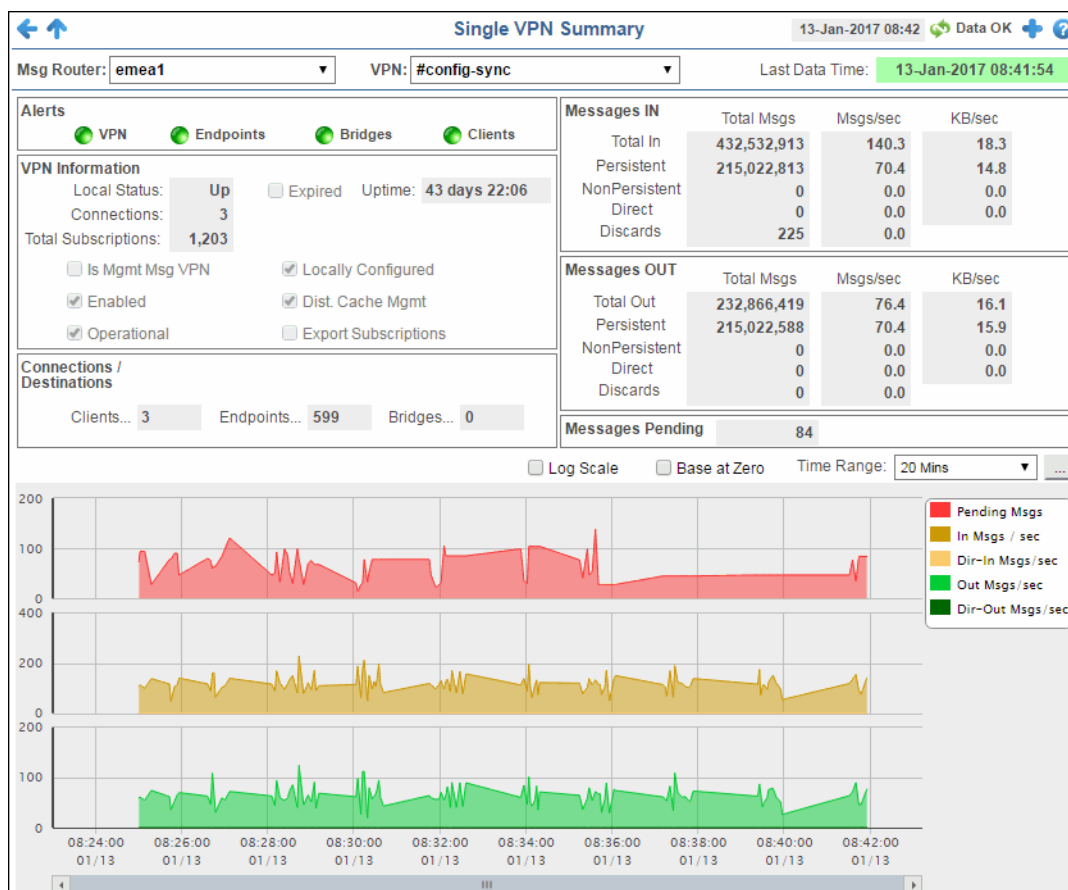 Single VPN Summary 13-Jan-2017 08:42 Data OK
Msg Router: emea1 VPN: #config-sync Last Data Time: 13-Jan-2017 08:41:54
Alerts
VPN Endpoints Bridges Clients
VPN Information
Local Status: Up Expired Uptime: 43 days 22:06
Connections: 3
Total Subscriptions: 1,203
Is Mgmt Msg VPN Locally Configured
Enabled Dist. Cache Mgmt
Operational Export Subscriptions
Connections /
Destinations
Clients... 3 Endpoints... 599 Bridges... 0
Messages IN Total Msgs Msgs/sec KB/sec
Total In 432,532,913 140.3 18.3
Persistent 215,022,813 70.4 14.8
NonPersistent 0 0.0 0.0
Direct 0 0.0 0.0
Discards 225 0.0
Messages OUT Total Msgs Msgs/sec KB/sec
Total Out 232,866,419 76.4 16.1
Persistent 215,022,588 70.4 15.9
NonPersistent 0 0.0 0.0
Direct 0 0.0 0.0
Discards 0 0.0
Messages Pending 84
Log Scale Base at Zero Time Range: 20 Mins ...
200
100
0
400
200
0
200
100
0
08:24:00 08:26:00 08:28:00 08:30:00 08:32:00 08:34:00 08:36:00 08:38:00 08:40:00 08:42:00
01/13 01/13 01/13 01/13 01/13 01/13 01/13 01/13 01/13 01/13
Pending Msgs
In Msgs / sec
Dir-In Msgs/sec
Out Msgs/sec
Dir-Out Msgs/sec